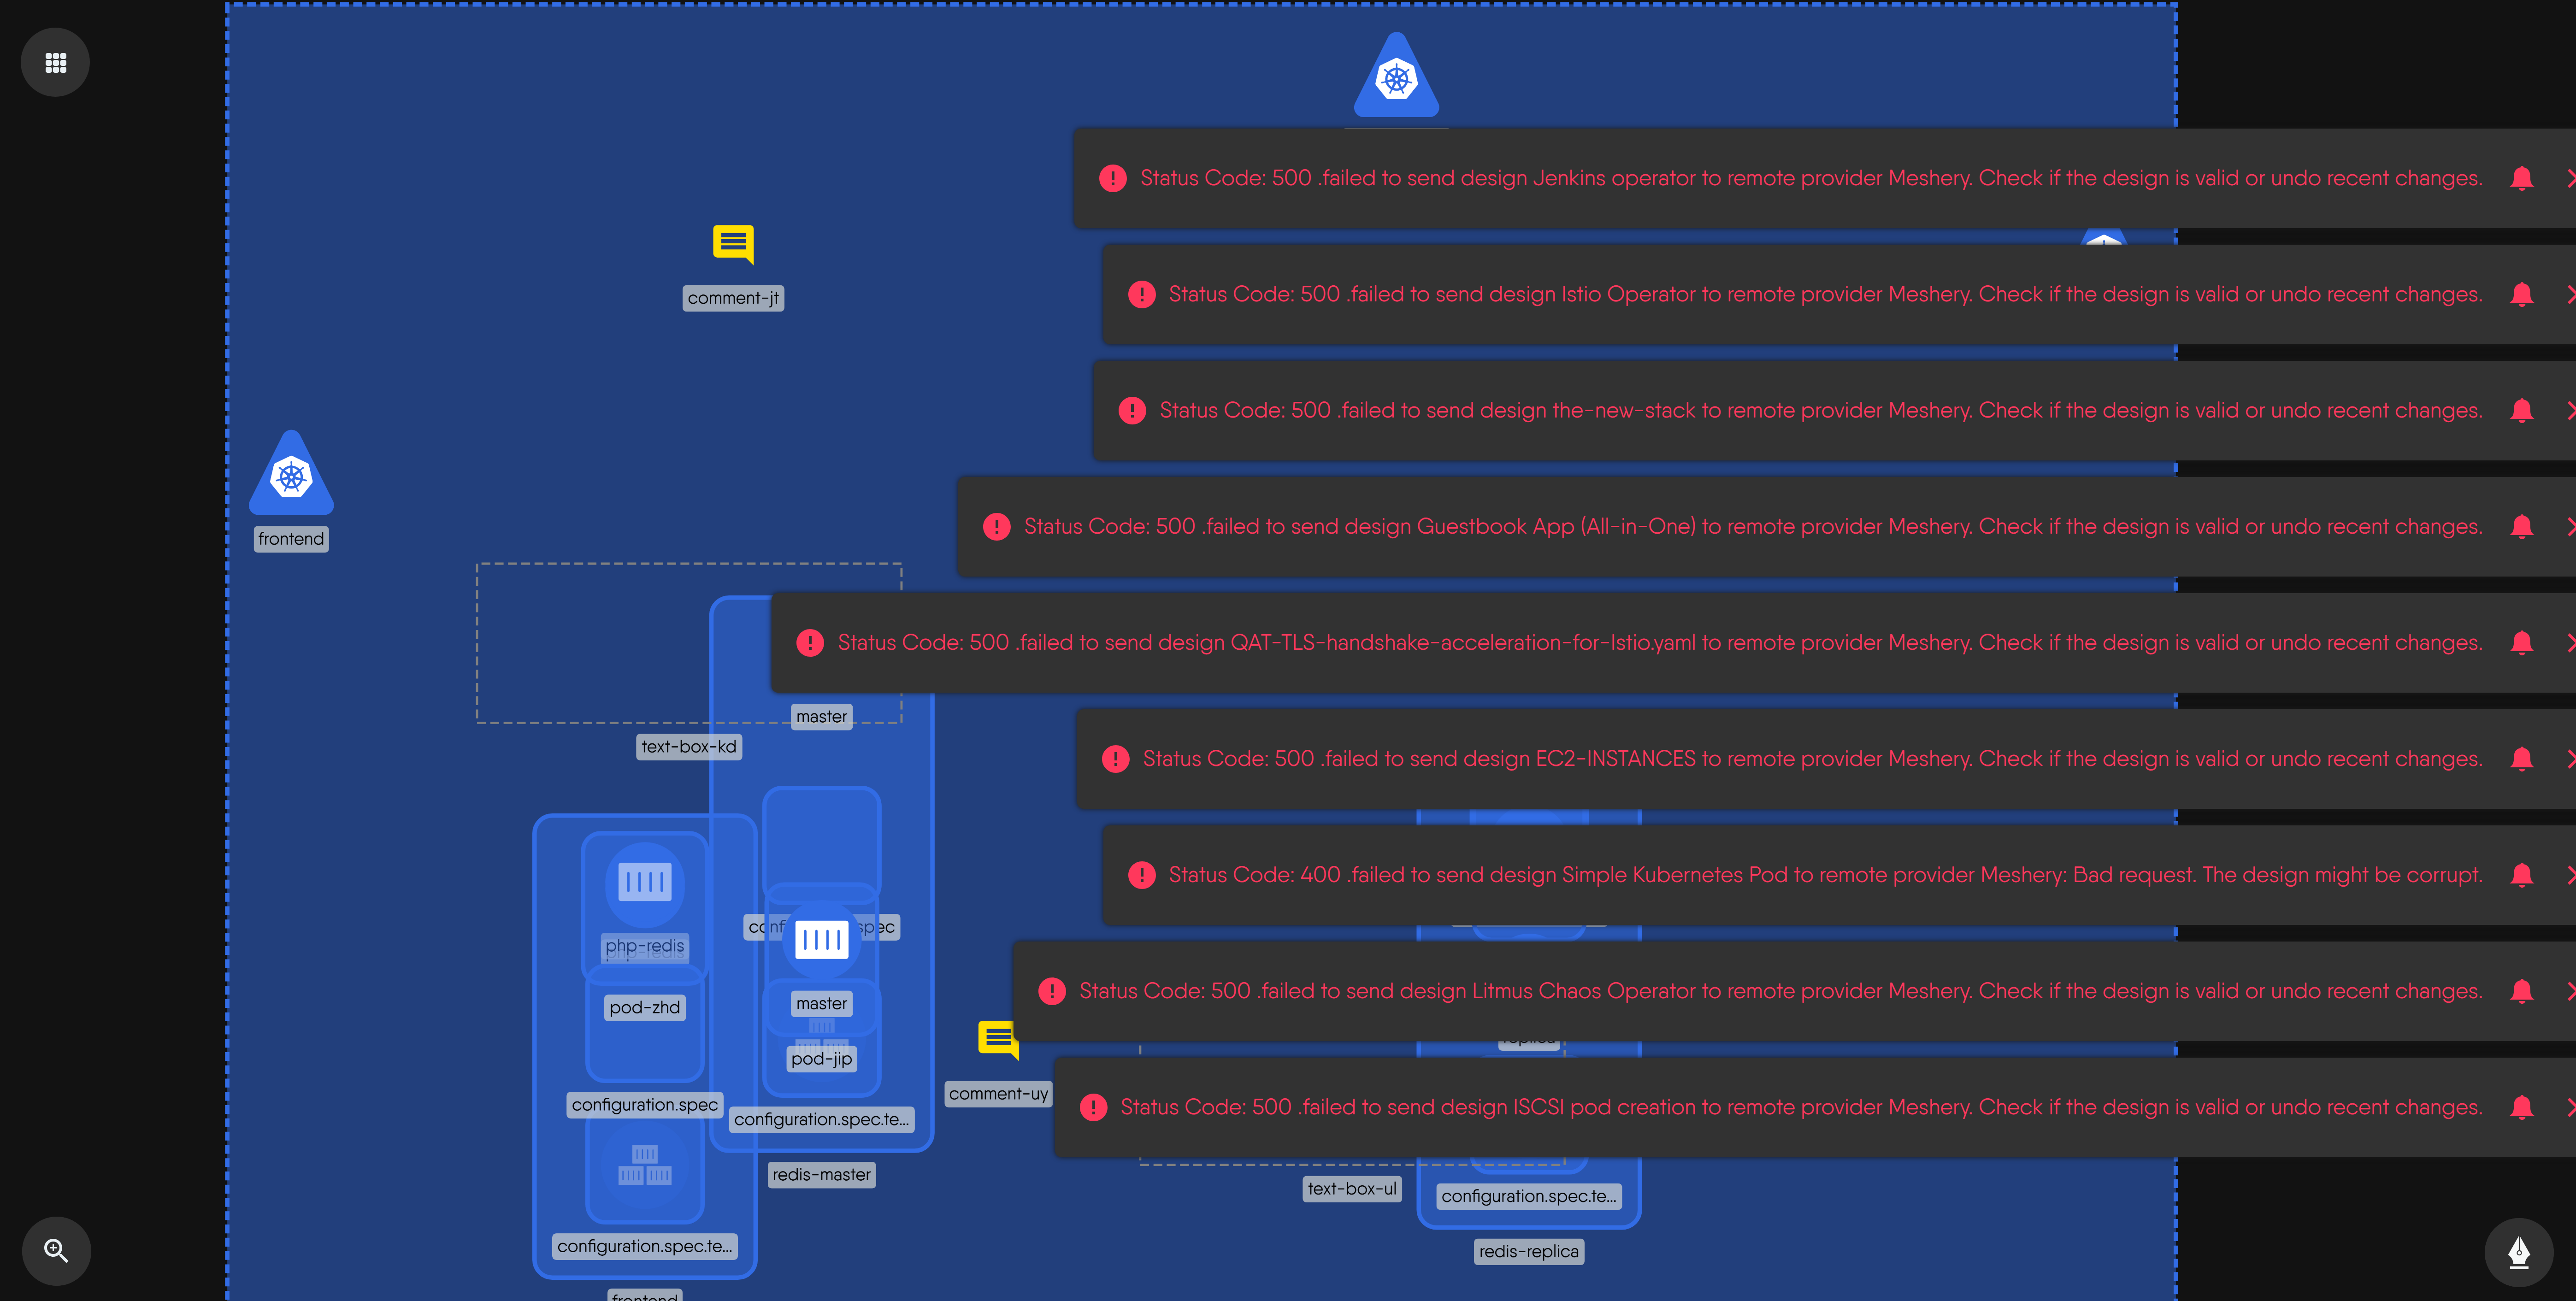 Status Code: 500 .failed to send design Jenkins operator to remote provider Meshery. Check if the design is valid or undo recent changes.
comment-jt
Status Code: 500 .failed to send design Istio Operator to remote provider Meshery. Check if the design is valid or undo recent changes.
Status Code: 500 .failed to send design the-new-stack to remote provider Meshery. Check if the design is valid or undo recent changes.
frontend
Status Code: 500 .failed to send design Guestbook App (All-in-One) to remote provider Meshery. Check if the design is valid or undo recent changes.
Status Code: 500 .failed to send design QAT-TLS-handshake-acceleration-for-Istio.yaml to remote provider Meshery. Check if the design is valid or undo recent changes.
master
text-box-kd
Status Code: 500 .failed to send design EC2-INSTANCES to remote provider Meshery. Check if the design is valid or undo recent changes.
Status Code: 400 .failed to send design Simple Kubernetes Pod to remote provider Meshery: Bad request. The design might be corrupt.
php-redis
Status Code: 500 .failed to send design Litmus Chaos Operator to remote provider Meshery. Check if the design is valid or undo recent changes.
master
pod-zhd
pod-jip
comment-uy
configuration.spec
Status Code: 500 .failed to send design ISCSI pod creation to remote provider Meshery. Check if the design is valid or undo recent changes.
configuration.spec.te...
redis-master
text-box-ul
configuration.spec.te...
configuration.spec.te...
redis-replica
frontend